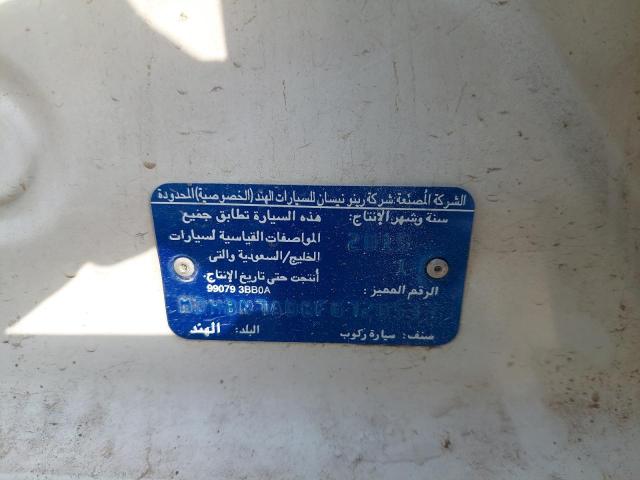 الشركة المصنعة: شركة رينو نيسان للسيارات الهند (الخصوصية) المحدودة
سنة وشهر الإنتاج:
هذه السيارة تطابق جميع
المواصفات القياسية لسيارات
الخليج/السعودية والتى
أنتجت حتى تاريخ الإنتاج.
99079 3BB0A
الرقم المميز :
صنف: سيارة ركوب
البلد: الهند